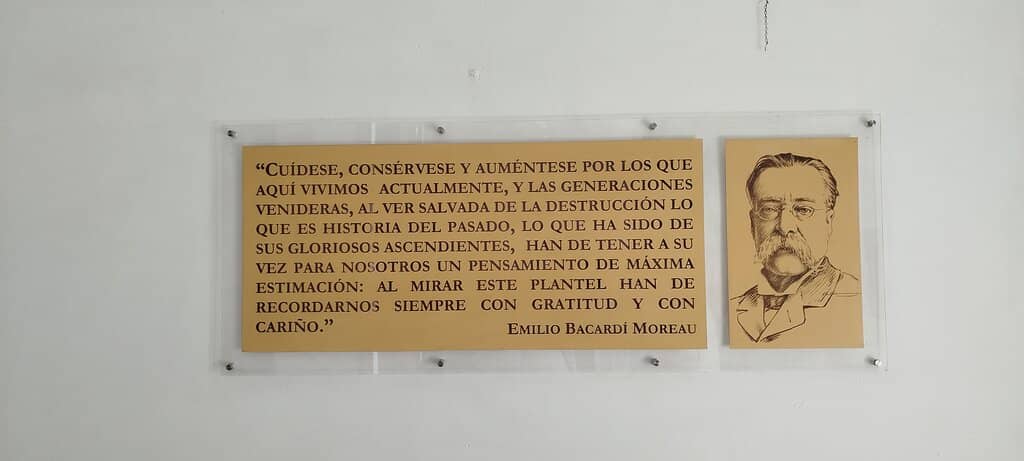 “CUÍDESE, CONSÉRVESE Y AUMÉNTESE POR LOS QUE
AQUÍ VIVIMOS ACTUALMENTE, Y LAS GENERACIONES
VENIDERAS, AL VER SALVADA DE LA DESTRUCCIÓN LO
QUE ES HISTORIA DEL PASADO, LO QUE HA SIDO DE
SUS GLORIOSOS ASCENDIENTES, HAN DE TENER A SU
VEZ PARA NOSOTROS UN PENSAMIENTO DE MÁXIMA
ESTIMACIÓN: AL MIRAR ESTE PLANTEL HAN DE
RECORDARNOS SIEMPRE CON GRATITUD Y CON
CARIÑO.”
EMILIO BACARDÍ MOREAU